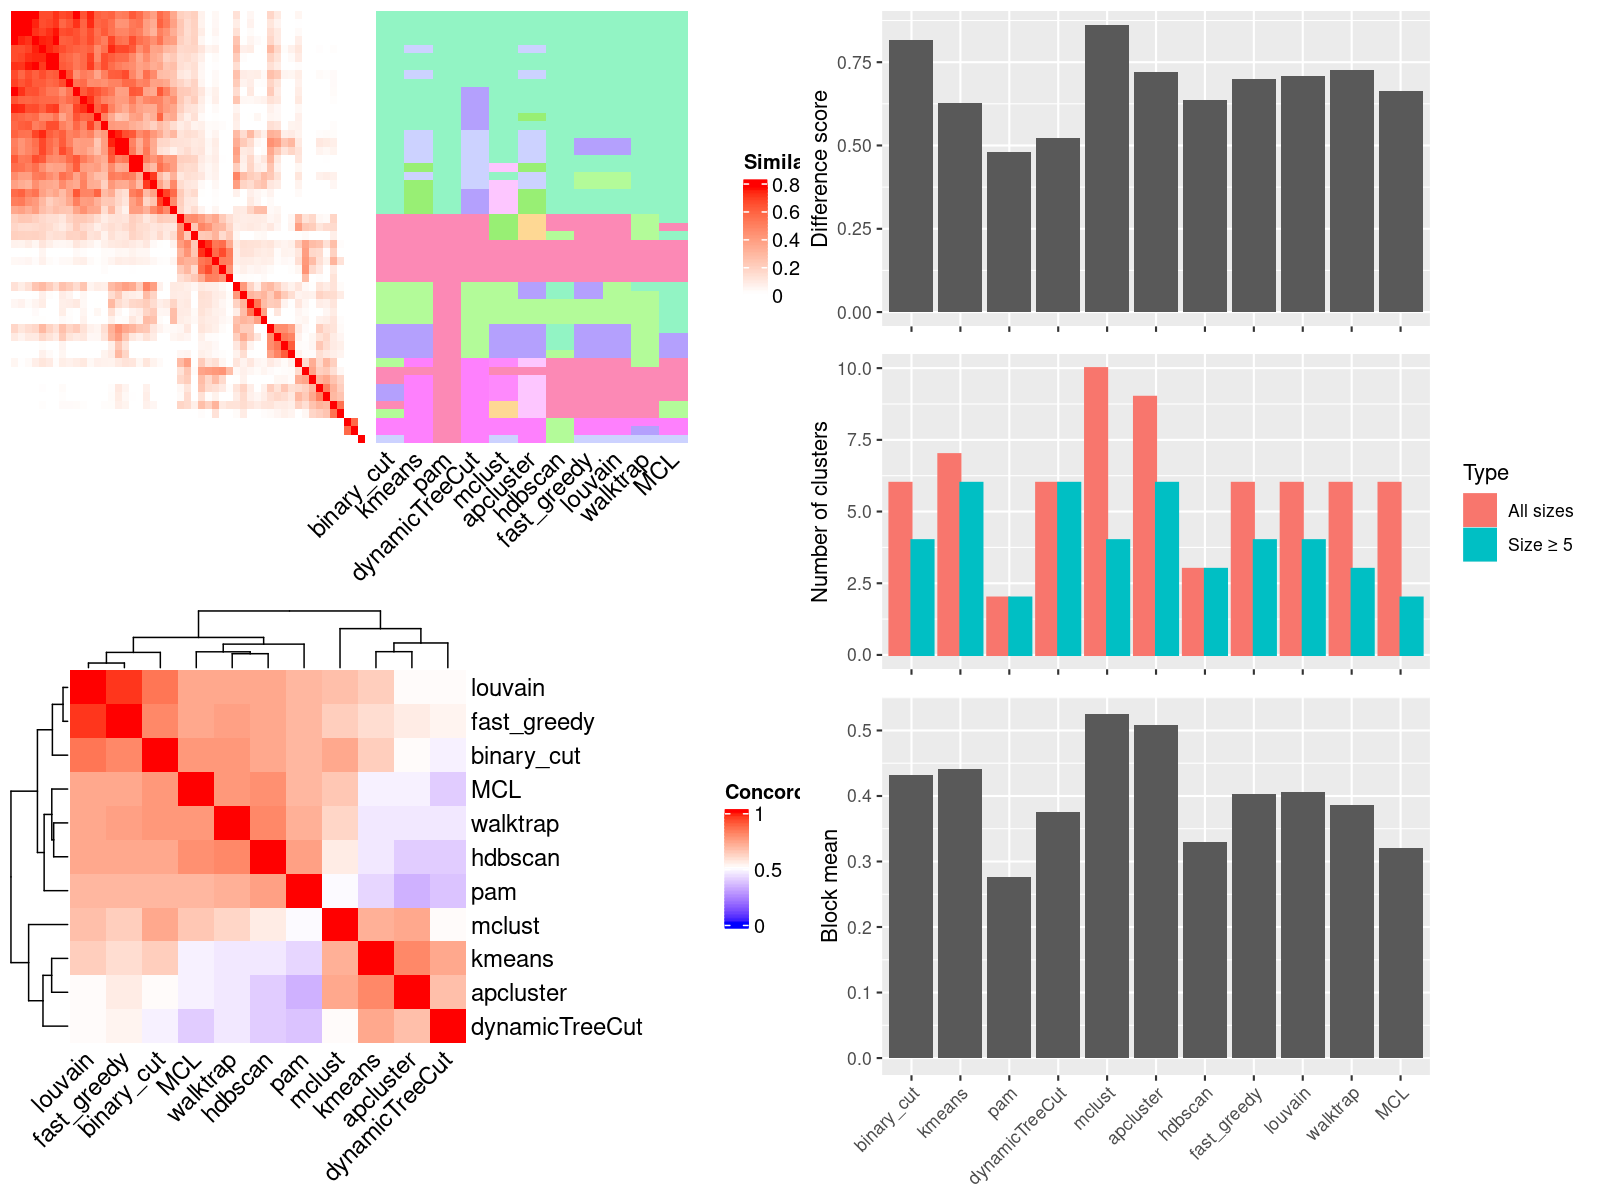 Simila
0.8
0.6
0.4
0.2
0
binary_cut
kmeans
pam
dynamicTreeCut
mclust
apcluster
hdbscan
fast_greedy
louvain
walktrap
MCL
louvain
fast_greedy
binary_cut
MCL
walktrap
hdbscan
pam
mclust
kmeans
apcluster
dynamicTreeCut
louvain
fast_greedy
binary_cut
MCL
walktrap
hdbscan
pam
mclust
kmeans
apcluster
dynamicTreeCut
Concord
1
0.5
0
Difference score
0.75
0.50
0.25
0.00
Number of clusters
10.0
7.5
5.0
2.5
0.0
Type
All sizes
Size ≥ 5
Block mean
0.5
0.4
0.3
0.2
0.1
0.0
binary_cut
kmeans
pam
dynamicTreeCut
mclust
apcluster
hdbscan
fast_greedy
louvain
walktrap
MCL